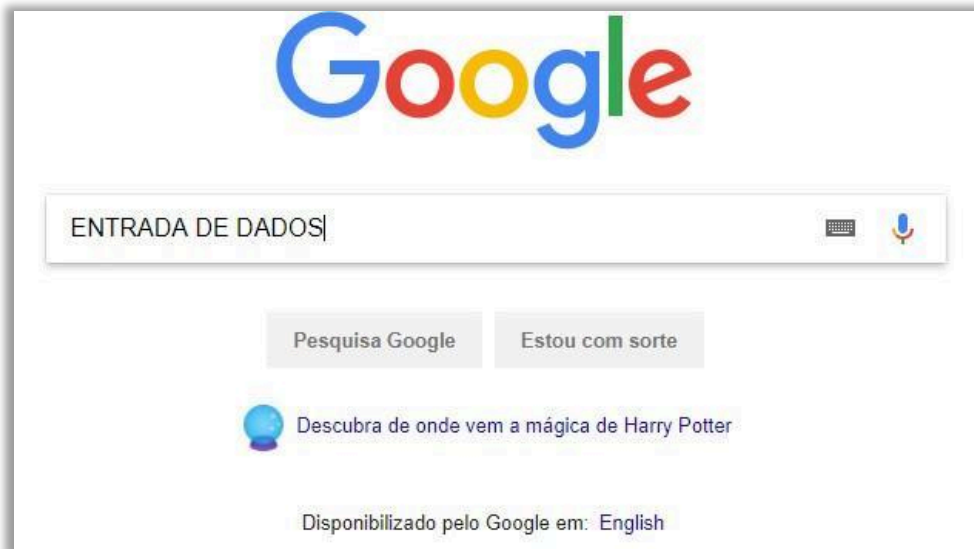 Google
ENTRADA DE DADOS
Pesquisa Google Estou com sorte
Descubra de onde vem a mágica de Harry Potter
Disponibilizado pelo Google em: English